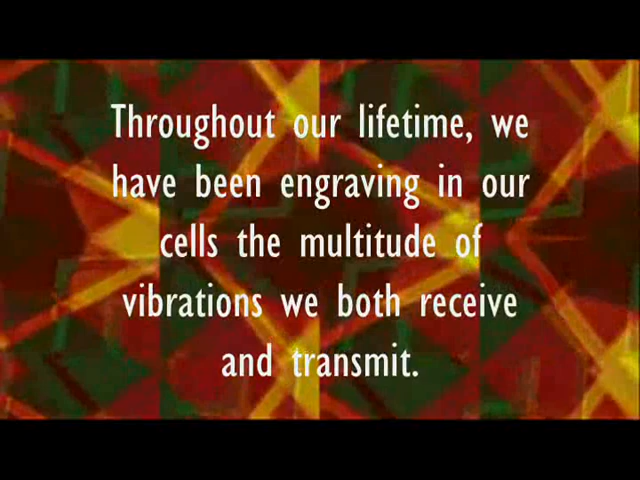 Throughout our lifetime, we
have been engraving in our
cells the multitude of
vibrations we both receive
and transmit.